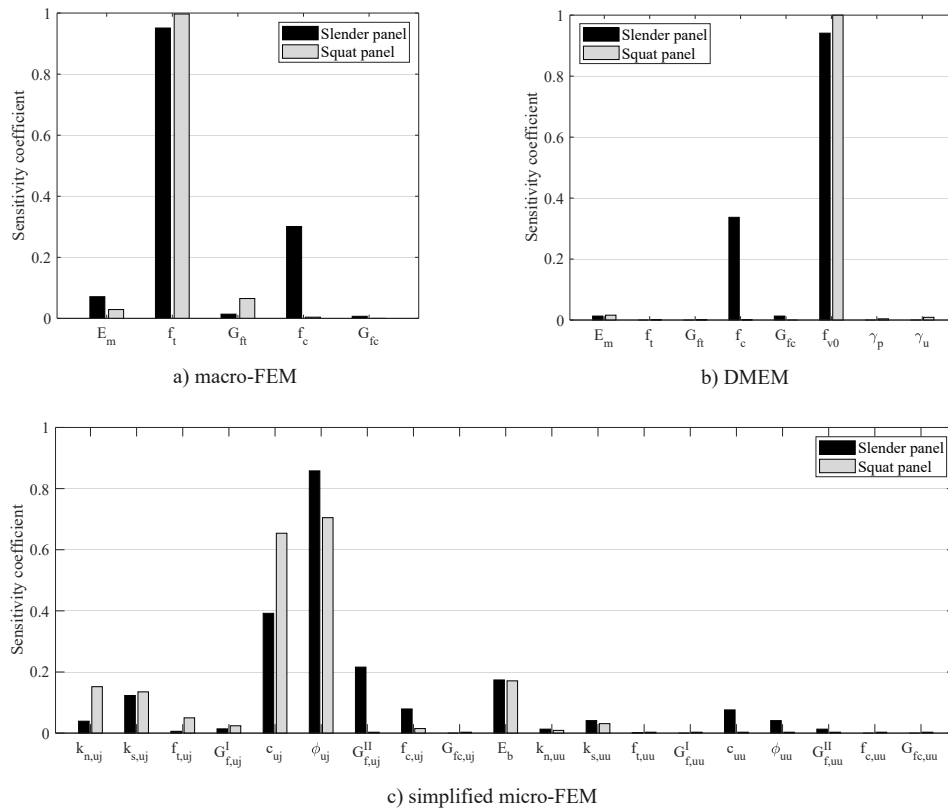 1
0.8
0.6
0.4
0.2
0
Sensitivity coefficient
Slender panel
Squat panel
E_m f_t G_ft f_c G_fc
a) macro-FEM
1
0.8
0.6
0.4
0.2
0
Sensitivity coefficient
Slender panel
Squat panel
E_m f_t G_ft f_c G_fc f_v0 γ_p γ_u
b) DMEM
1
0.8
0.6
0.4
0.2
0
Sensitivity coefficient
Slender panel
Squat panel
k_n,uj k_s,uj f_t,uj G^I_f,uj c_uj ϕ_uj G^II_f,uj f_c,uj G_fc,uj E_b k_n,uu k_s,uu f_t,uu G^I_f,uu c_uu ϕ_uu G^II_f,uu f_c,uu G_fc,uu
c) simplified micro-FEM